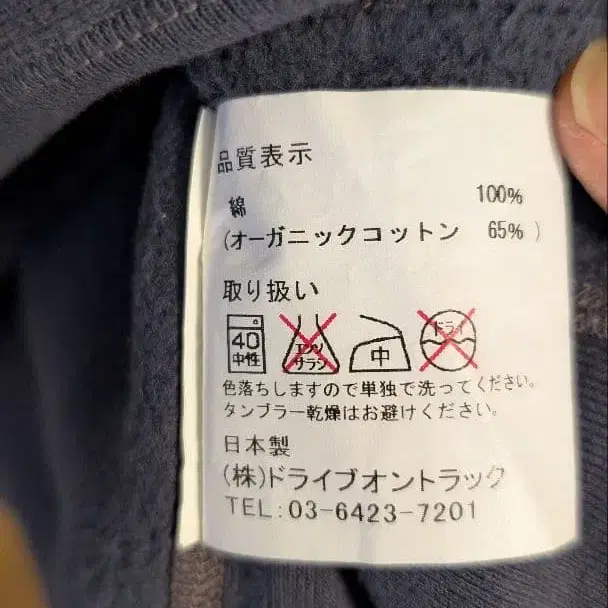 品質表示
綿 100%
(オーガニックコットン 65% )
取り扱い
40 中性 エンソ サラシ 中 ドライ
色落ちしますので単独で洗ってください。
タンブラー乾燥はお避けください。
日本製
(株)ドライブオントラック
TEL:03-6423-7201